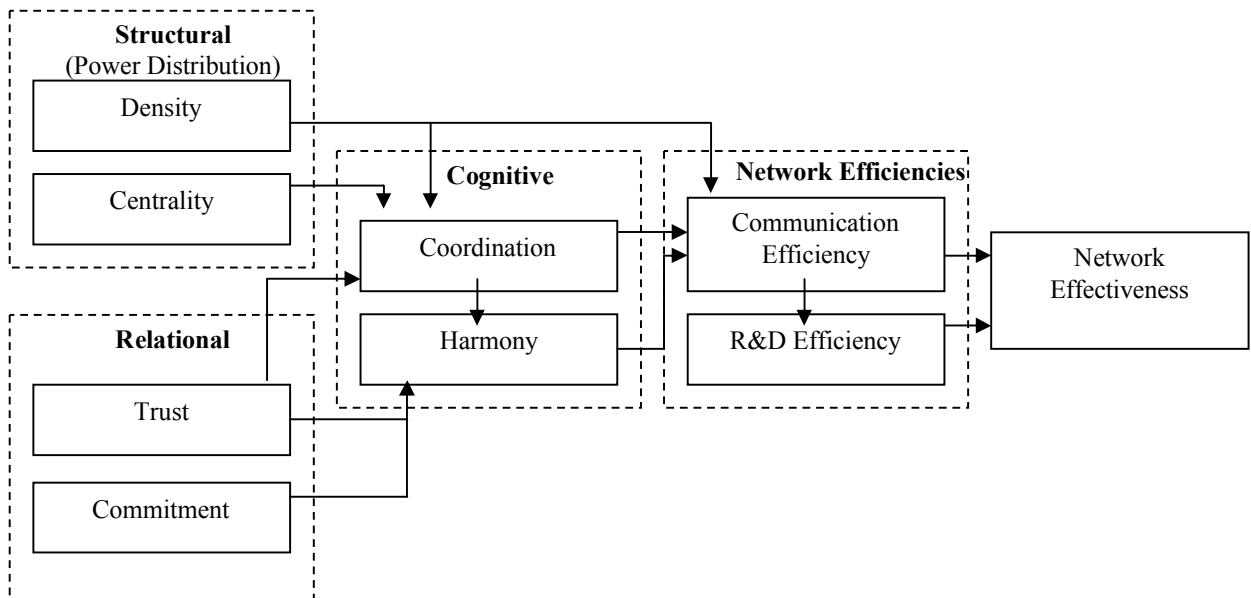 Structural
(Power Distribution)
Density
Centrality
Relational
Trust
Commitment
Cognitive
Coordination
Harmony
Network Efficiencies
Communication
Efficiency
R&D Efficiency
Network
Effectiveness